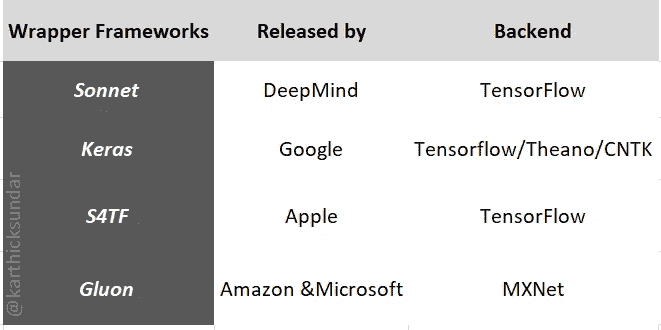 Wrapper Frameworks Released by Backend
Sonnet DeepMind TensorFlow
Keras Google Tensorflow/Theano/CNTK
S4TF Apple TensorFlow
Gluon Amazon &Microsoft MXNet
@karthicksundar